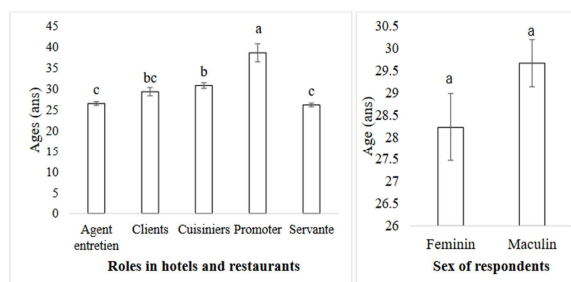 Ages (ans)
45
40
35
30
25
20
15
10
5
0
c
bc
b
a
c
Agent entretien
Clients
Cuisiniers
Promoter
Servante
Roles in hotels and restaurants
Age (ans)
30.5
30
29.5
29
28.5
28
27.5
27
26.5
26
a
a
Feminin
Maculin
Sex of respondents